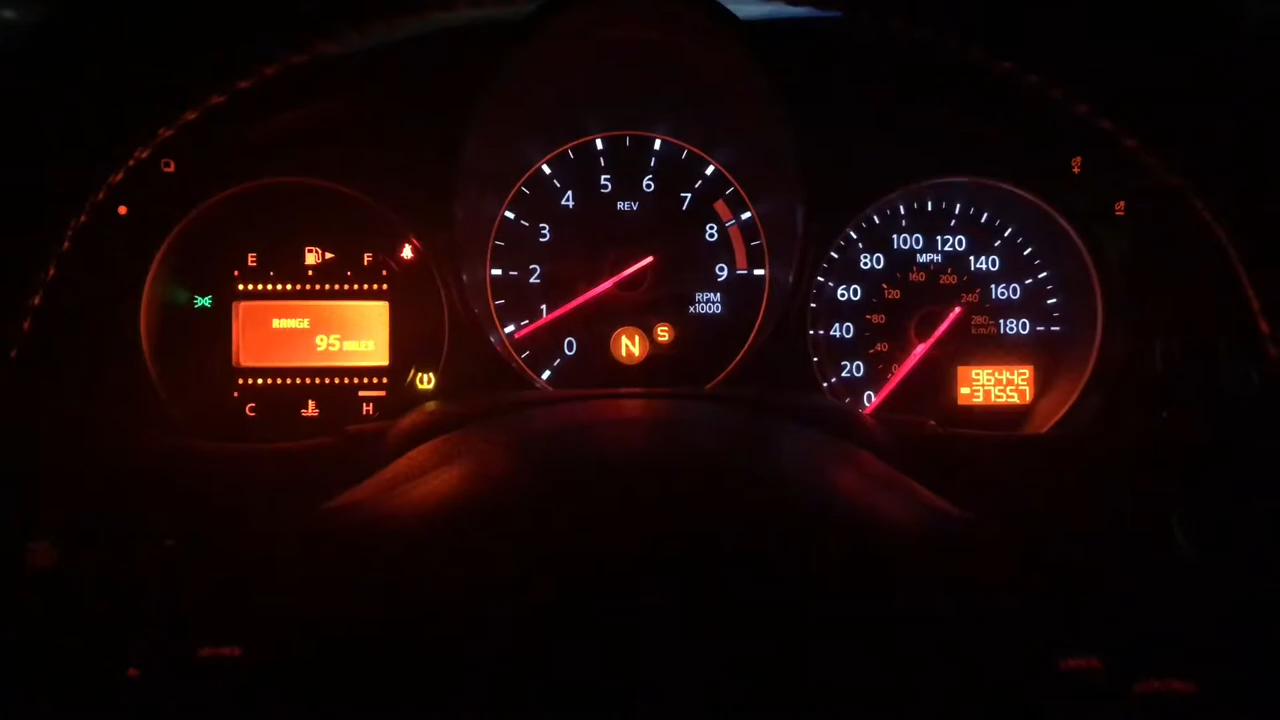 E F
RANGE
95 MILES
C H
0 1 2 3 4 5 6 7 8 9
REV
RPM
x1000
N S
0 20 40 60 80 100 120 140 160 180
MPH
0 40 80 120 160 200 240 280
km/h
96442
3755.7